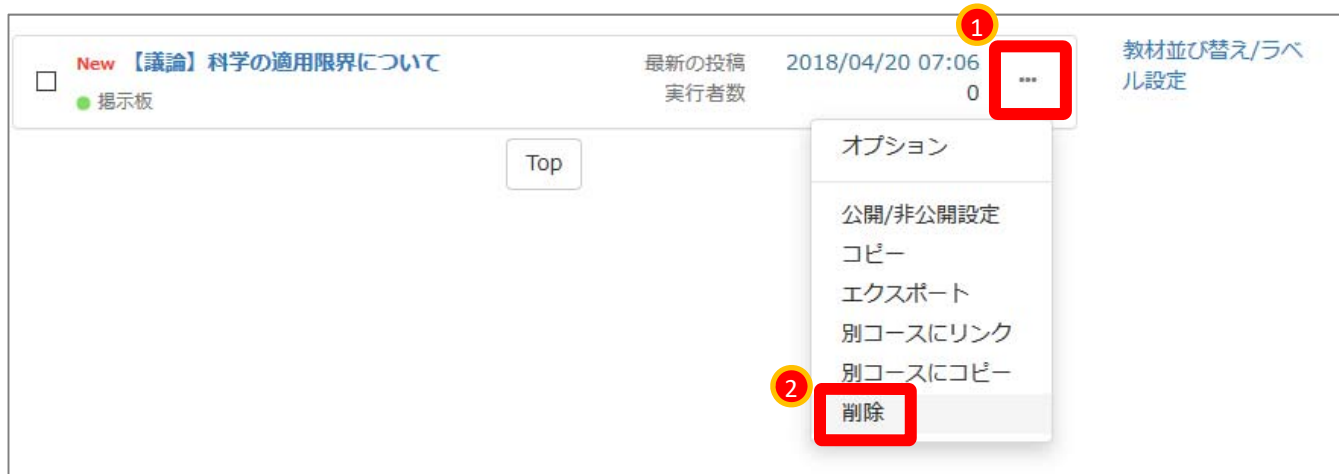 1
New 【議論】科学の適用限界について
最新の投稿 2018/04/20 07:06
掲示板
実行者数 0
...
教材並び替え/ラベ
ル設定
Top
オプション
公開/非公開設定
コピー
エクスポート
別コースにリンク
別コースにコピー
2
削除